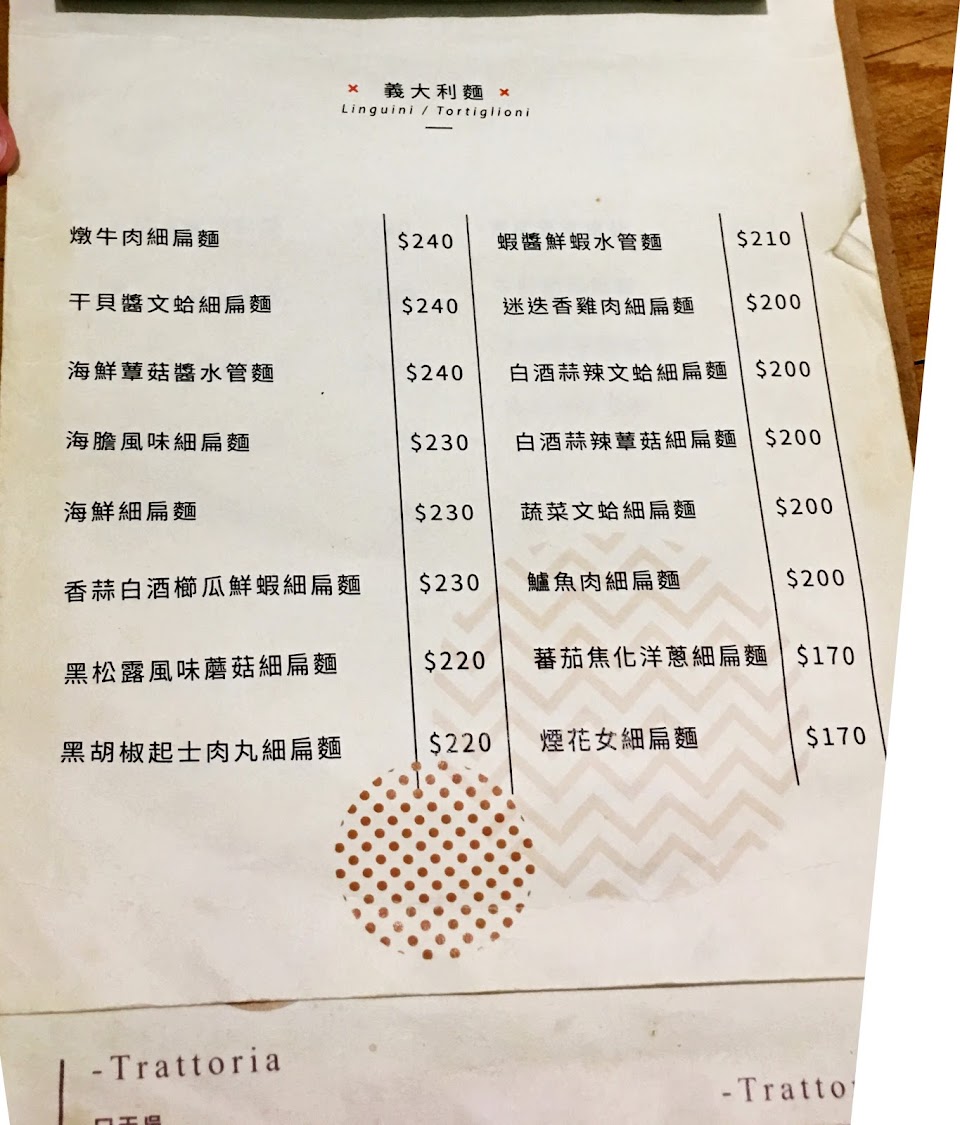 × 義大利麵 ×
Linguini / Tortiglioni
燉牛肉細扁麵 $240
干貝醬文蛤細扁麵 $240
海鮮蕈菇醬水管麵 $240
海膽風味細扁麵 $230
海鮮細扁麵 $230
香蒜白酒櫛瓜鮮蝦細扁麵 $230
黑松露風味蘑菇細扁麵 $220
黑胡椒起士肉丸細扁麵 $220
蝦醬鮮蝦水管麵 $210
迷迭香雞肉細扁麵 $200
白酒蒜辣文蛤細扁麵 $200
白酒蒜辣蕈菇細扁麵 $200
蔬菜文蛤細扁麵 $200
鱸魚肉細扁麵 $200
蕃茄焦化洋蔥細扁麵 $170
煙花女細扁麵 $170
-Trattoria
-Tratto